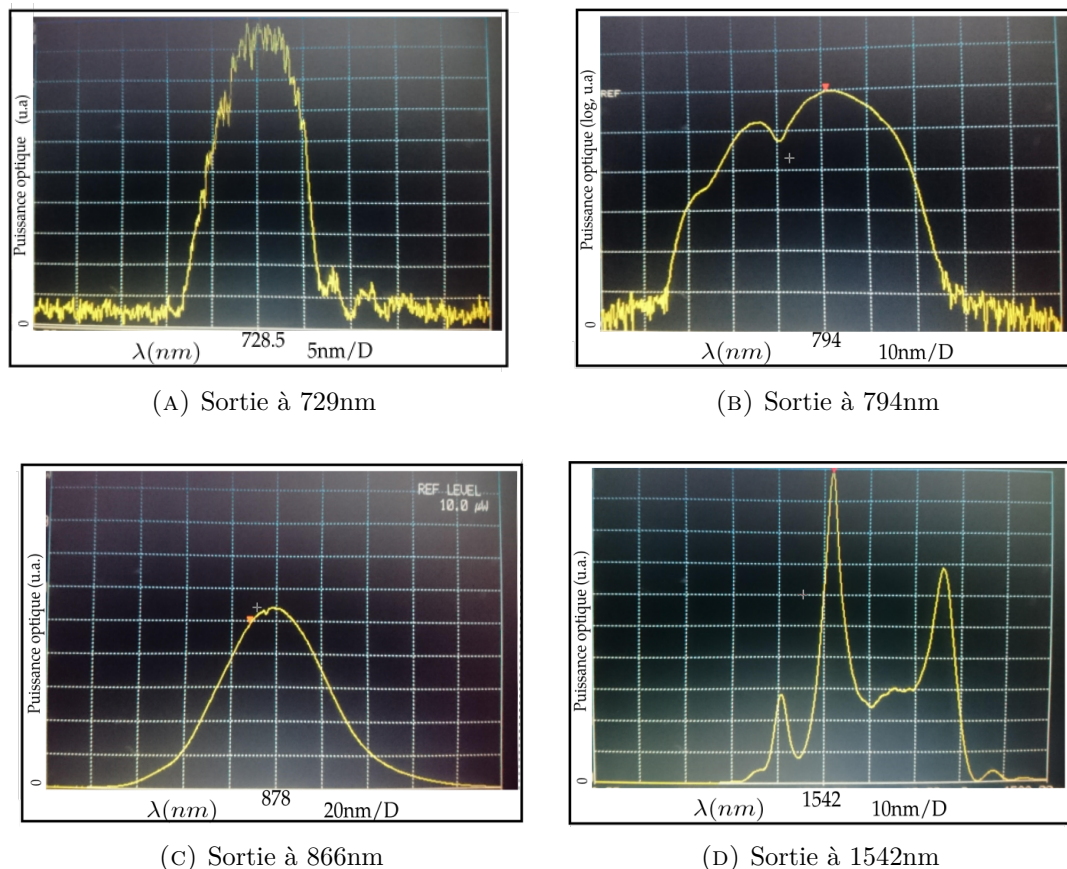 Puissance optique (u.a)
0
λ(nm)
728.5
5nm/D
(A) Sortie à 729nm
Puissance optique (log, u.a)
REF
0
λ(nm)
794
10nm/D
(B) Sortie à 794nm
Puissance optique (u.a.)
REF LEVEL
10.0 µW
0
λ(nm)
878
20nm/D
(C) Sortie à 866nm
Puissance optique (u.a.)
0
λ(nm)
1542
10nm/D
(D) Sortie à 1542nm